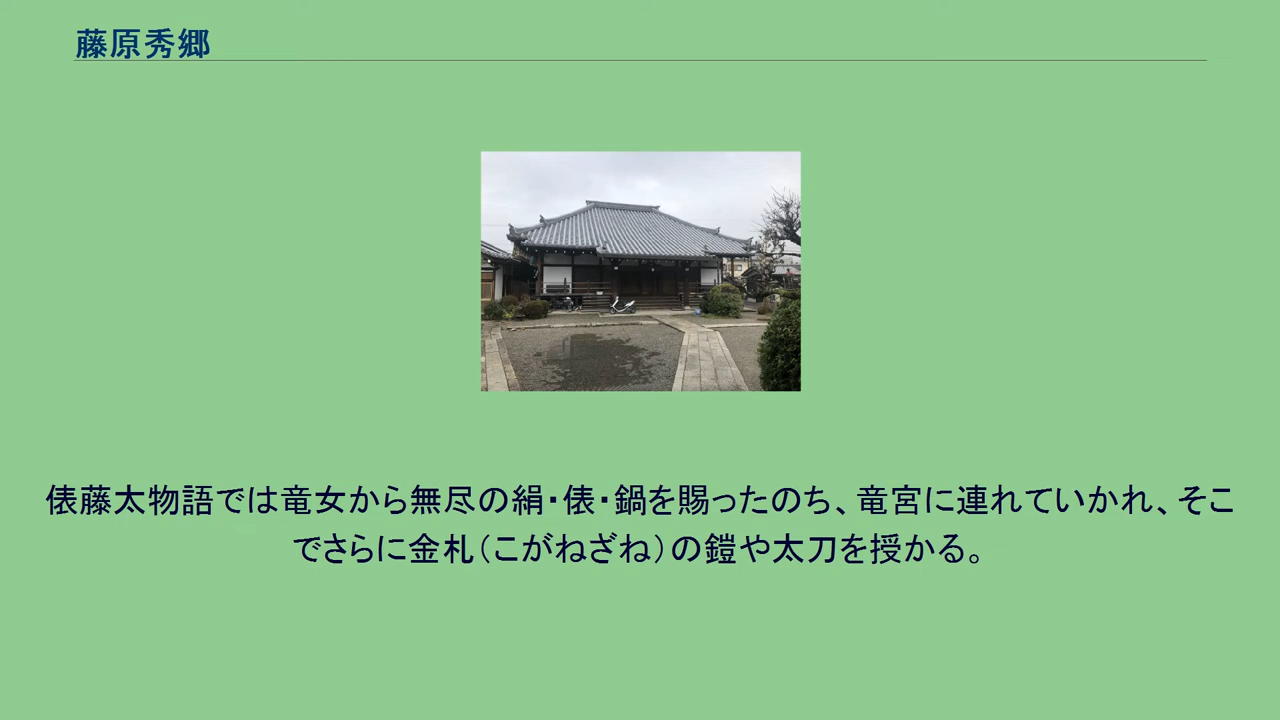 藤原秀郷
俵藤太物語では竜女から無尽の絹・俵・鍋を賜ったのち、竜宮に連れていかれ、そこ
でさらに金札（こがねざね）の鎧や太刀を授かる。